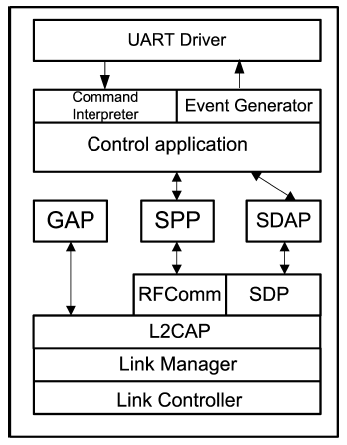 UART Driver
Command
Interpreter
Event Generator
Control application
GAP
SPP
SDAP
RFComm
SDP
L2CAP
Link Manager
Link Controller